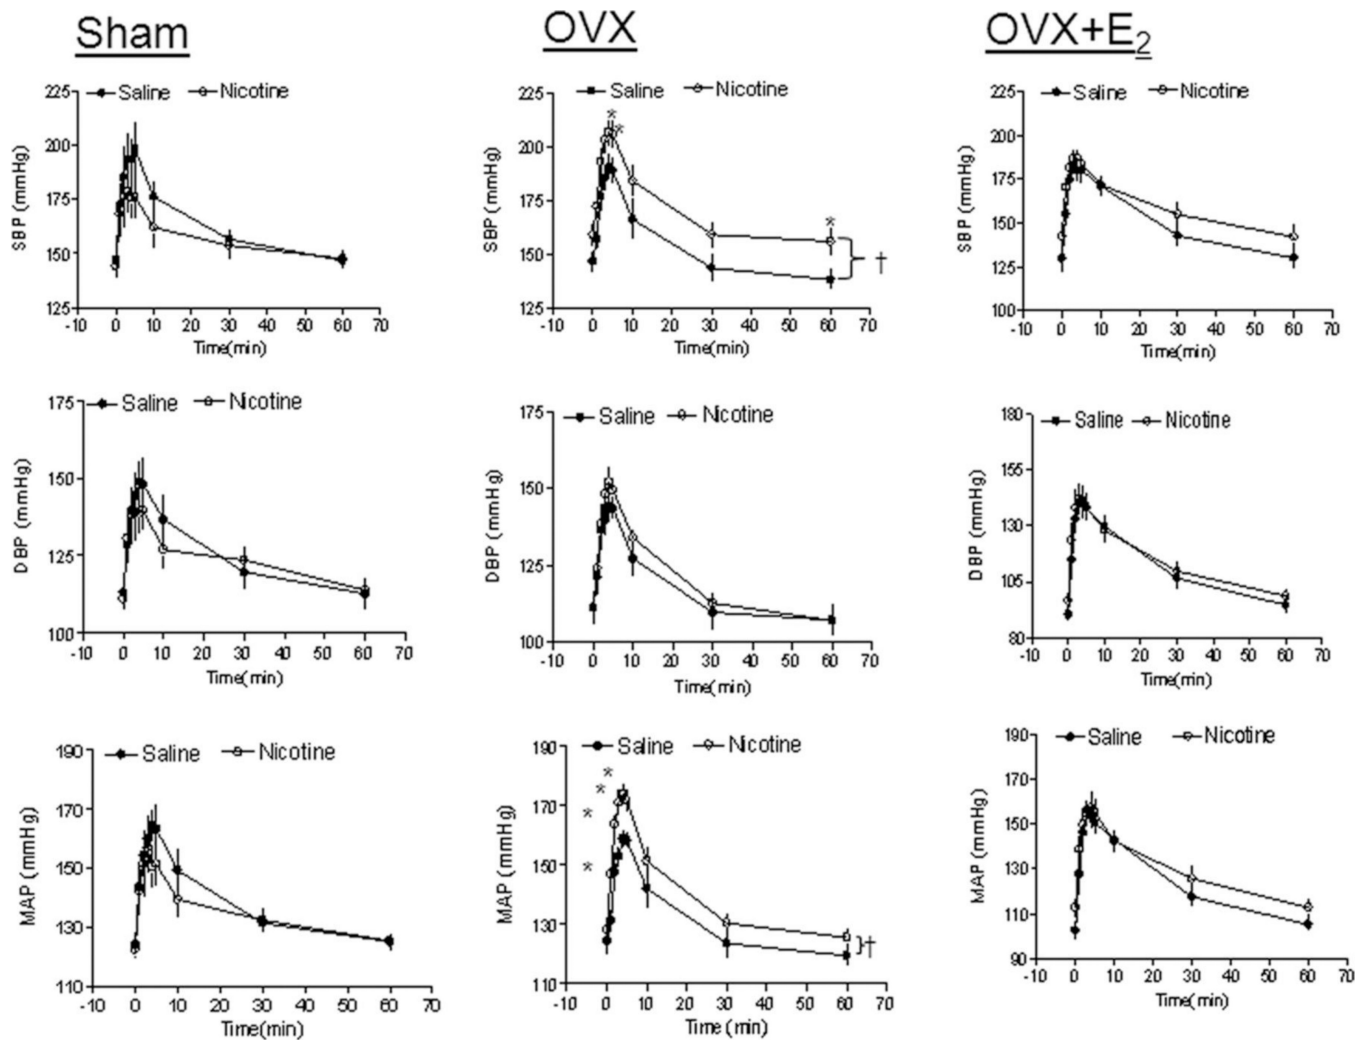 Sham
OVX
OVX+E2
Saline Nicotine
225
200
175
150
125
SBP (mmHg)
-10 0 10 20 30 40 50 60 70
Time(min)
Saline Nicotine
225
200
175
150
125
SBP (mmHg)
*
*
*
†
-10 0 10 20 30 40 50 60 70
Time(min)
Saline Nicotine
225
200
175
150
125
100
SBP (mmHg)
-10 0 10 20 30 40 50 60 70
Time(min)
Saline Nicotine
175
150
125
100
DBP (mmHg)
-10 0 10 20 30 40 50 60 70
Time(min)
Saline Nicotine
175
150
125
100
DBP (mmHg)
-10 0 10 20 30 40 50 60 70
Time(min)
Saline Nicotine
180
155
130
105
80
DBP (mmHg)
-10 0 10 20 30 40 50 60 70
Time(min)
Saline Nicotine
190
170
150
130
110
MAP (mmHg)
-10 0 10 20 30 40 50 60 70
Time(min)
Saline Nicotine
190
170
150
130
110
MAP (mmHg)
*
*
*
*
†
-10 0 10 20 30 40 50 60 70
Time (min)
Saline Nicotine
190
170
150
130
110
90
MAP (mmHg)
-10 0 10 20 30 40 50 60 70
Time(min)